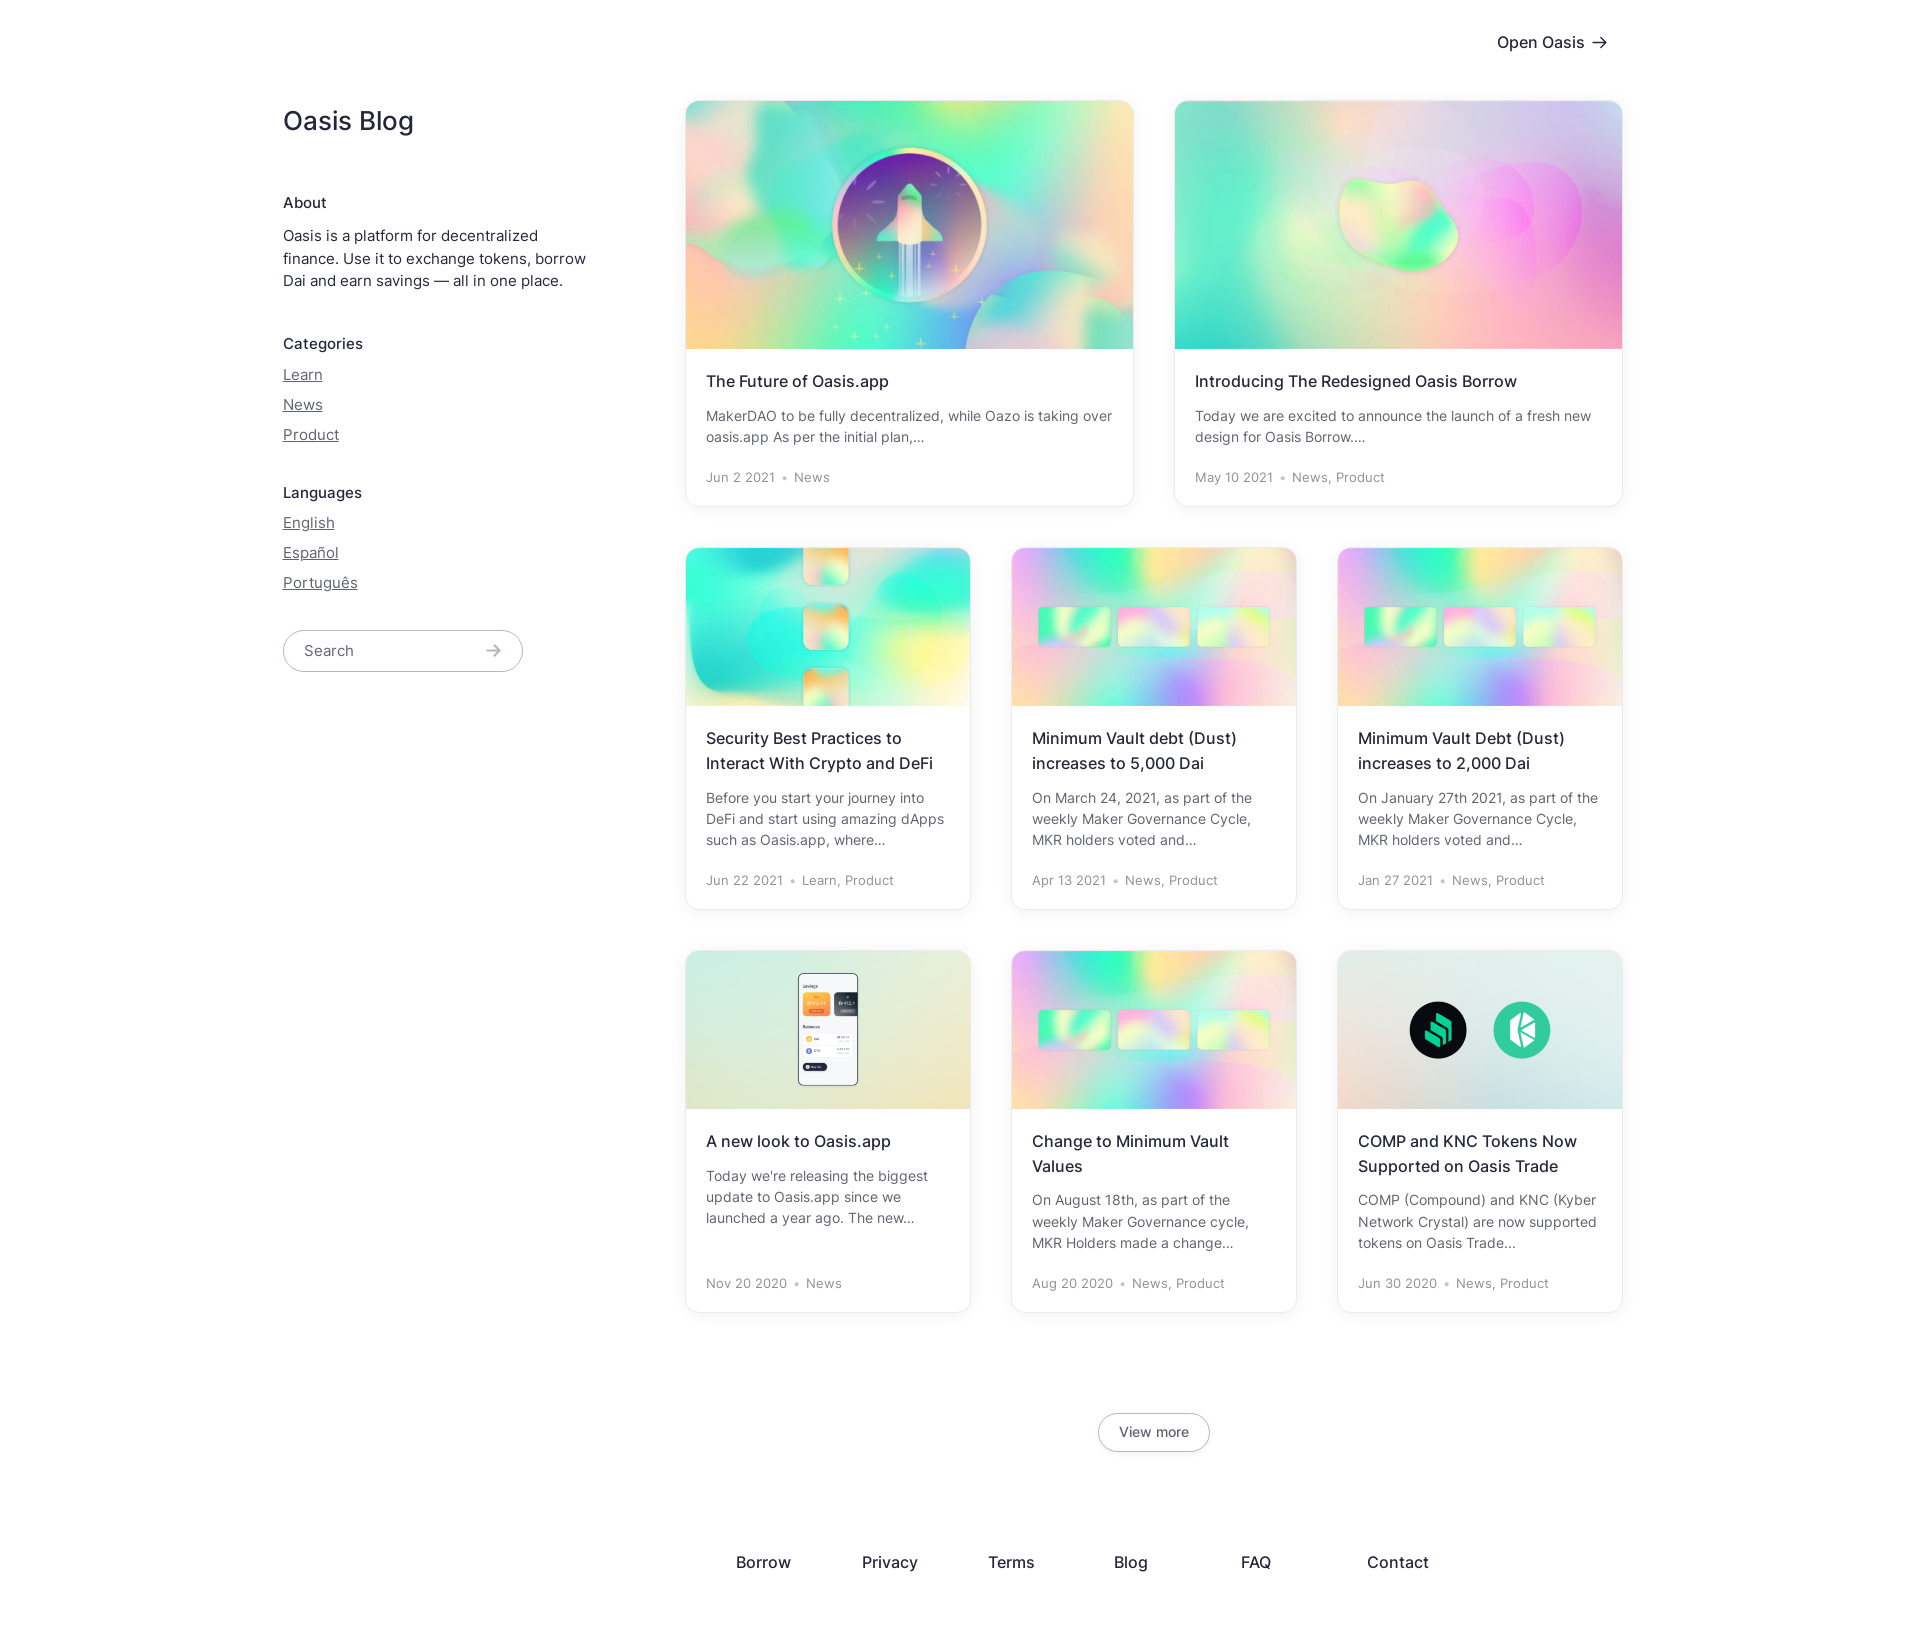 Open Oasis
Oasis Blog
About
Oasis is a platform for decentralized
finance. Use it to exchange tokens, borrow
Dai and earn savings — all in one place.
Categories
Learn
News
Product
Languages
English
Español
Português
Search
The Future of Oasis.app
MakerDAO to be fully decentralized, while Oazo is taking over
oasis.app As per the initial plan,...
Jun 2 2021 • News
Introducing The Redesigned Oasis Borrow
Today we are excited to announce the launch of a fresh new
design for Oasis Borrow....
May 10 2021 • News, Product
Security Best Practices to
Interact With Crypto and DeFi
Before you start your journey into
DeFi and start using amazing dApps
such as Oasis.app, where...
Jun 22 2021 • Learn, Product
Minimum Vault debt (Dust)
increases to 5,000 Dai
On March 24, 2021, as part of the
weekly Maker Governance Cycle,
MKR holders voted and...
Apr 13 2021 • News, Product
Minimum Vault Debt (Dust)
increases to 2,000 Dai
On January 27th 2021, as part of the
weekly Maker Governance Cycle,
MKR holders voted and...
Jan 27 2021 • News, Product
Savings
Balances
A new look to Oasis.app
Today we're releasing the biggest
update to Oasis.app since we
launched a year ago. The new...
Nov 20 2020 • News
Change to Minimum Vault
Values
On August 18th, as part of the
weekly Maker Governance cycle,
MKR Holders made a change...
Aug 20 2020 • News, Product
COMP and KNC Tokens Now
Supported on Oasis Trade
COMP (Compound) and KNC (Kyber
Network Crystal) are now supported
tokens on Oasis Trade...
Jun 30 2020 • News, Product
View more
Borrow Privacy Terms Blog FAQ Contact